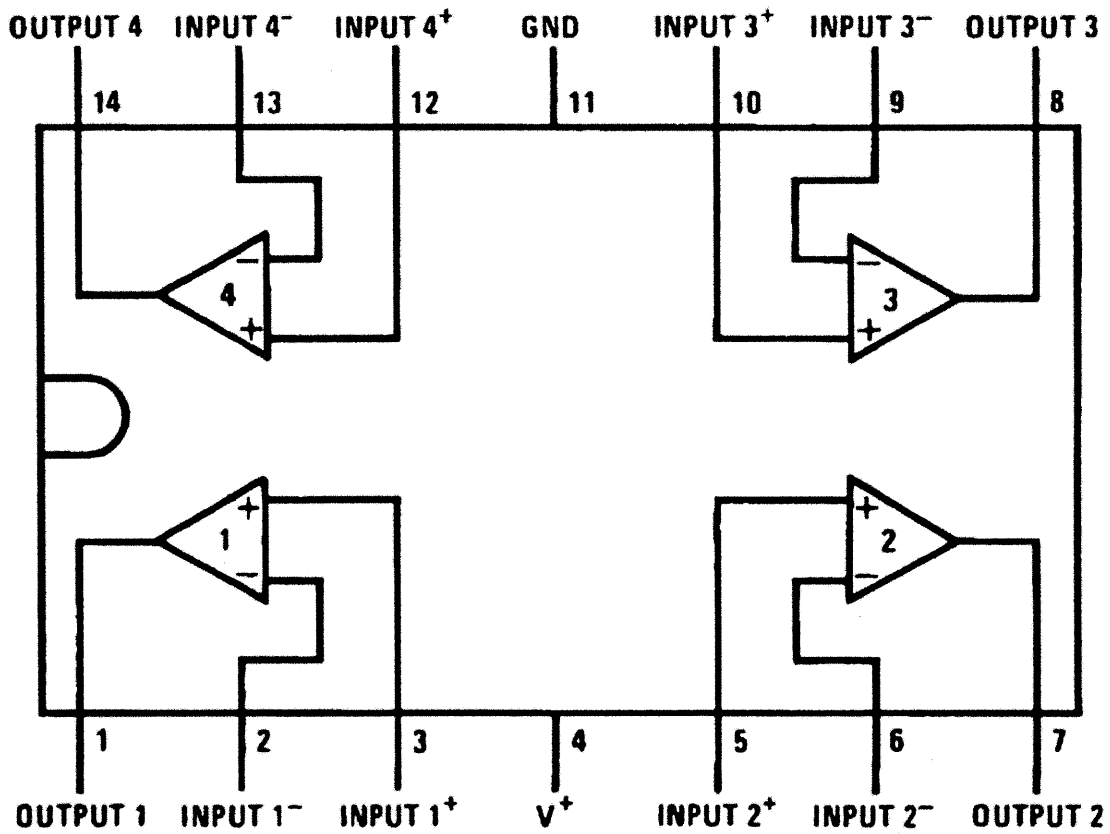 OUTPUT 4 INPUT 4⁻ INPUT 4⁺ GND INPUT 3⁺ INPUT 3⁻ OUTPUT 3
14 13 12 11 10 9 8
− −
4 3
+ +
+ +
1 2
− −
1 2 3 4 5 6 7
OUTPUT 1 INPUT 1⁻ INPUT 1⁺ V⁺ INPUT 2⁺ INPUT 2⁻ OUTPUT 2